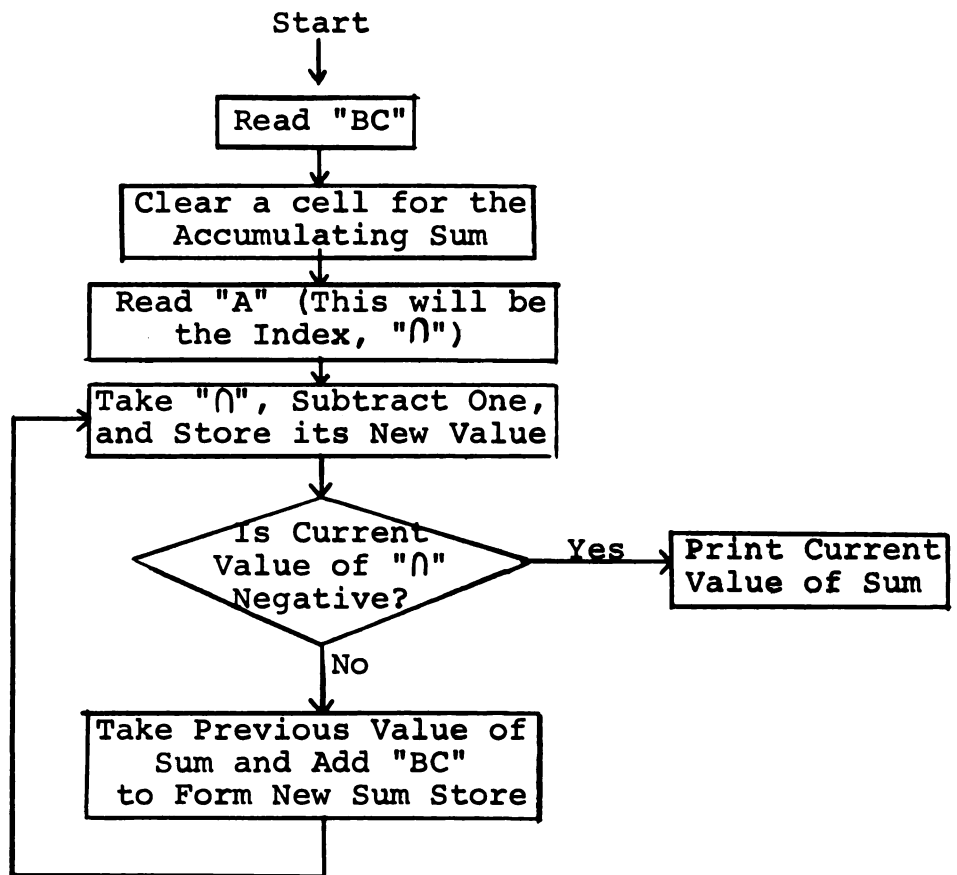 Start
Read "BC"
Clear a cell for the
Accumulating Sum
Read "A" (This will be
the Index, "∩")
Take "∩", Subtract One,
and Store its New Value
Is Current
Value of "∩"
Negative?
Yes
Print Current
Value of Sum
No
Take Previous Value of
Sum and Add "BC"
to Form New Sum Store